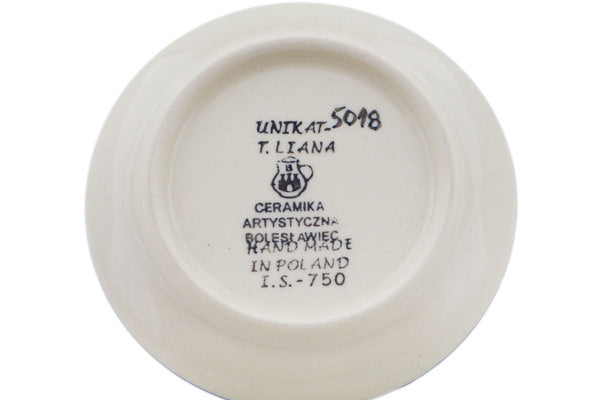 UNIKAT-5018
T. LIANA
B
CERAMIKA
ARTYSTYCZNA
BOLESŁAWIEC
HAND MADE
IN POLAND
I.S.-750